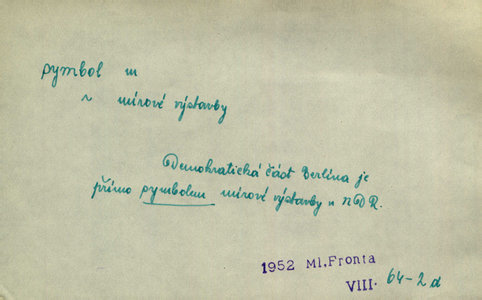 symbol m
~ mírové výstavby
Demokratická část Berlína je
přímo symbolem mírové výstavby v NDR.
1952 Ml.Fronta
VIII. 64-2d